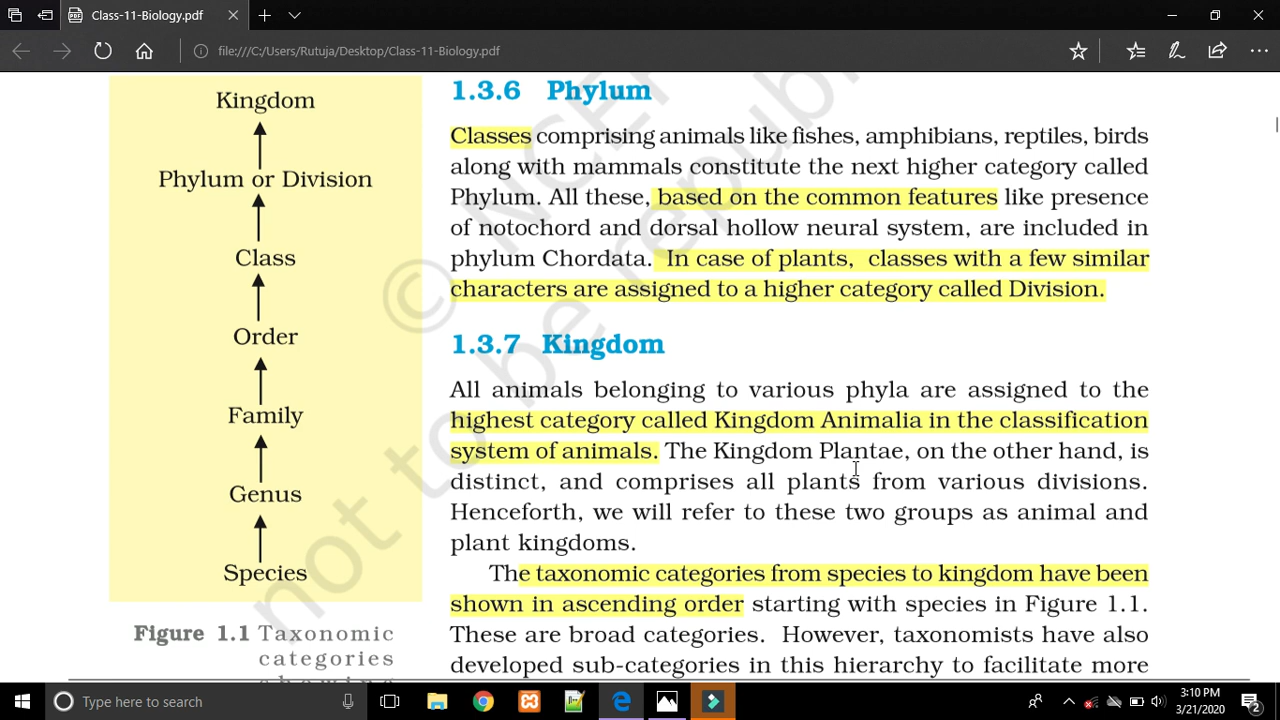 Class-11-Biology.pdf
file:///C:/Users/Rutuja/Desktop/Class-11-Biology.pdf
Kingdom
Phylum or Division
Class
Order
Family
Genus
Species
Figure 1.1 Taxonomic
categories
1.3.6 Phylum
Classes comprising animals like fishes, amphibians, reptiles, birds
along with mammals constitute the next higher category called
Phylum. All these, based on the common features like presence
of notochord and dorsal hollow neural system, are included in
phylum Chordata. In case of plants, classes with a few similar
characters are assigned to a higher category called Division.
1.3.7 Kingdom
All animals belonging to various phyla are assigned to the
highest category called Kingdom Animalia in the classification
system of animals. The Kingdom Plantae, on the other hand, is
distinct, and comprises all plants from various divisions.
Henceforth, we will refer to these two groups as animal and
plant kingdoms.
The taxonomic categories from species to kingdom have been
shown in ascending order starting with species in Figure 1.1.
These are broad categories. However, taxonomists have also
developed sub-categories in this hierarchy to facilitate more
© NCE
not to be republ
Type here to search
3:10 PM
3/21/2020
2